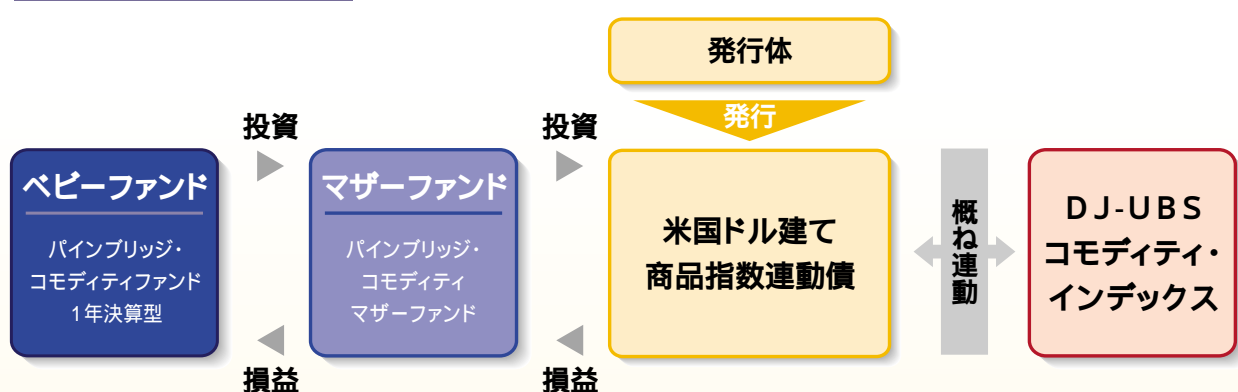 発行体
発行
投資
投資
ベビーファンド
パインブリッジ・
コモディティファンド
1年決算型
マザーファンド
パインブリッジ・
コモディティ
マザーファンド
米国ドル建て
商品指数連動債
概ね連動
DJ-UBS
コモディティ・
インデックス
損益
損益